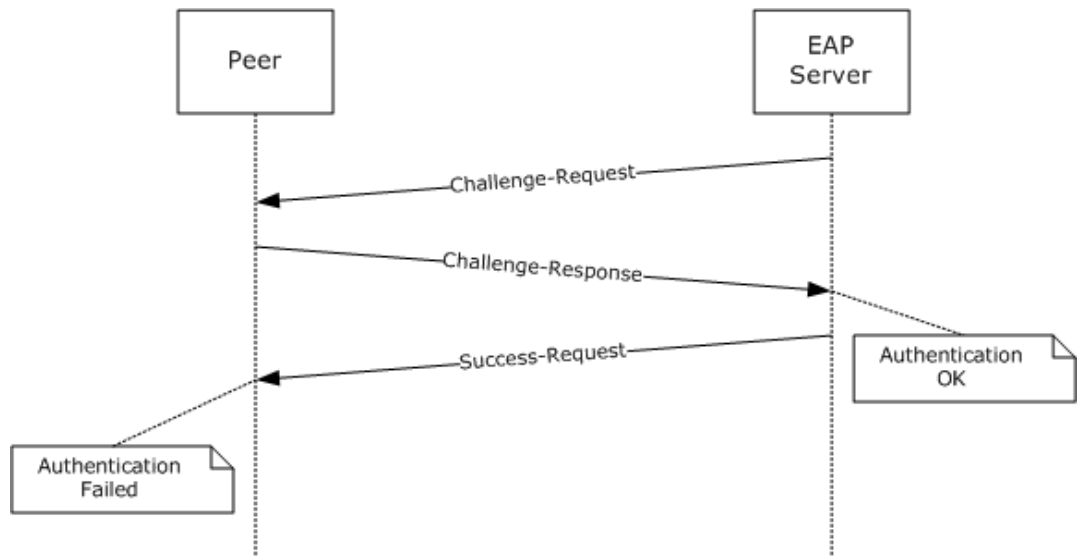 Peer
EAP
Server
Challenge-Request
Challenge-Response
Authentication
OK
Success-Request
Authentication
Failed